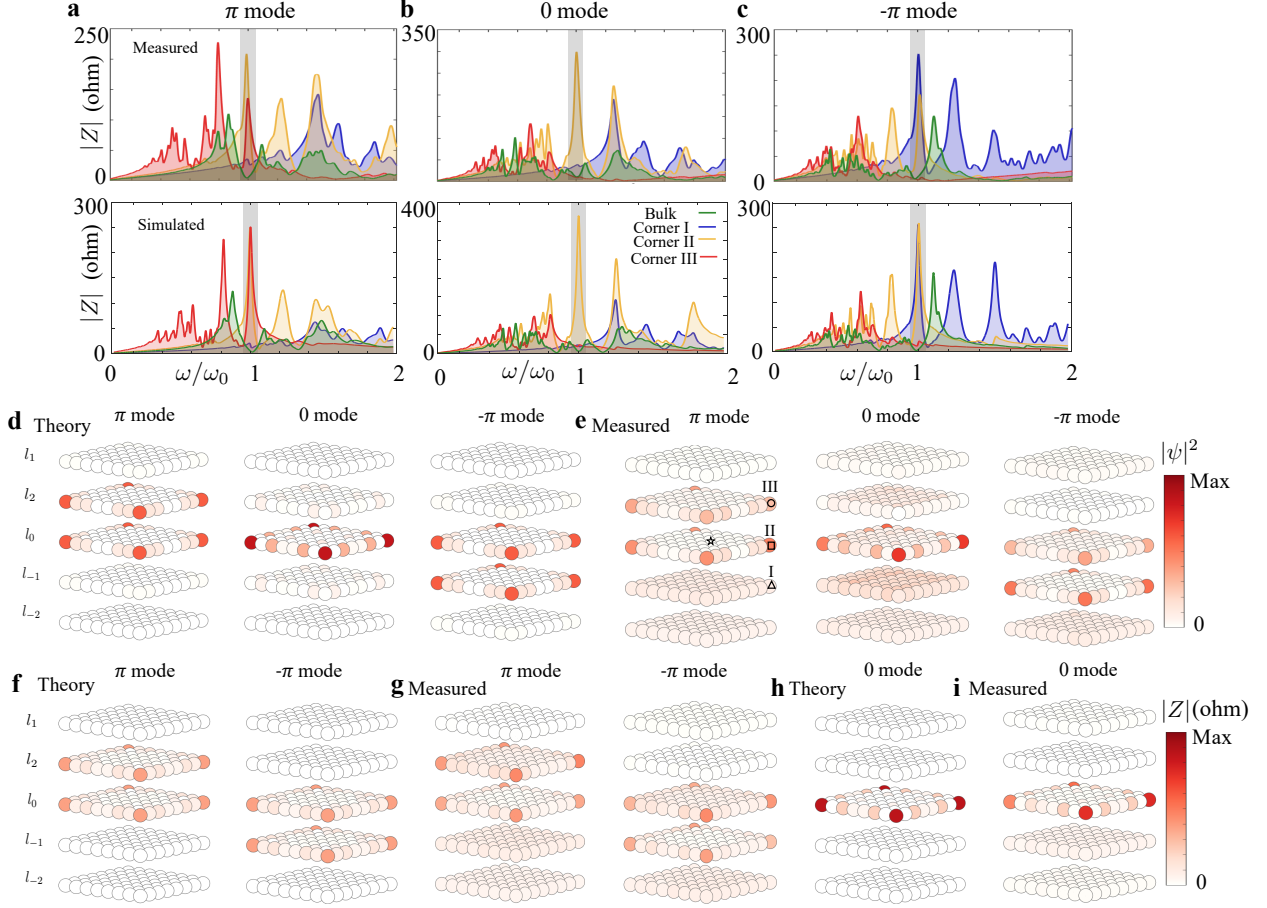 a π mode b 0 mode c -π mode
250 350 300
Measured
|Z| (ohm)
0 0 0
300 400 300
Simulated
Bulk
Corner I
Corner II
Corner III
|Z| (ohm)
0 0 0
0 ω/ω₀ 1 2 ω/ω₀ 1 2 ω/ω₀ 1 2
d Theory π mode 0 mode -π mode e Measured π mode 0 mode -π mode
|ψ|²
l₁
Max
l₂ III
l₀ II
l₋₁ I
l₋₂ 0
f Theory π mode -π mode g Measured π mode -π mode h Theory 0 mode i Measured 0 mode
|Z|(ohm)
l₁
Max
l₂
l₀
l₋₁
l₋₂ 0